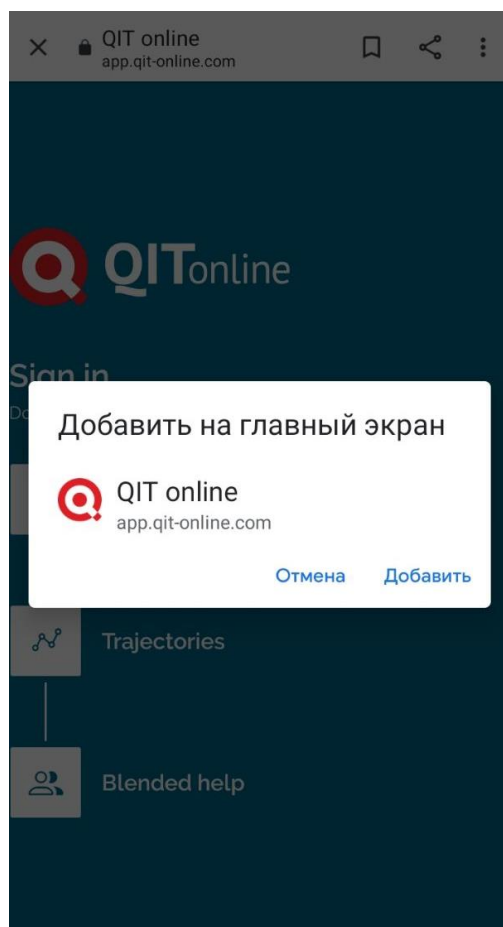 QIT online
app.qit-online.com
QITonline
Sign in
Добавить на главный экран
QIT online
app.qit-online.com
Отмена Добавить
Trajectories
Blended help